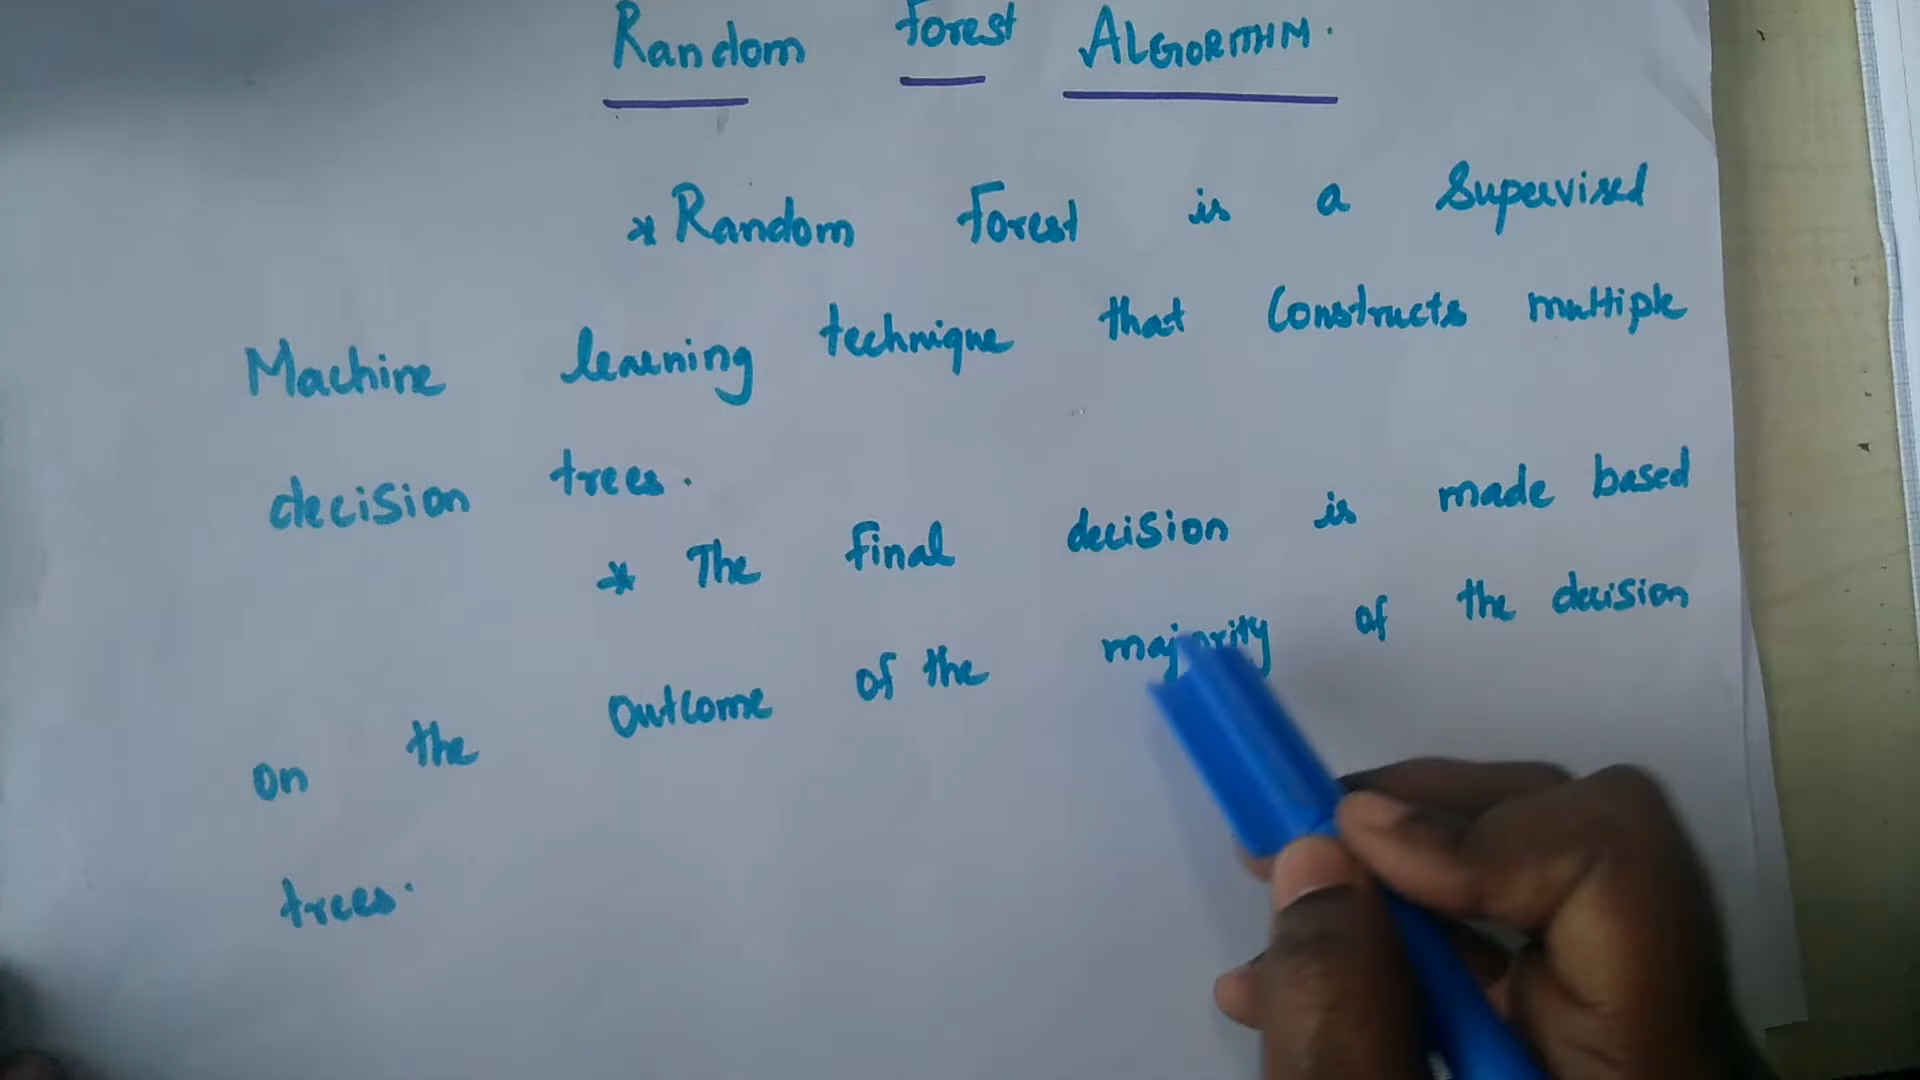 Random Forest ALGORITHM.
* Random Forest is a Supervised
Machine learning technique that Constructs multiple
decision trees.
* The final decision is made based
on the outcome of the majority of the decision
trees.